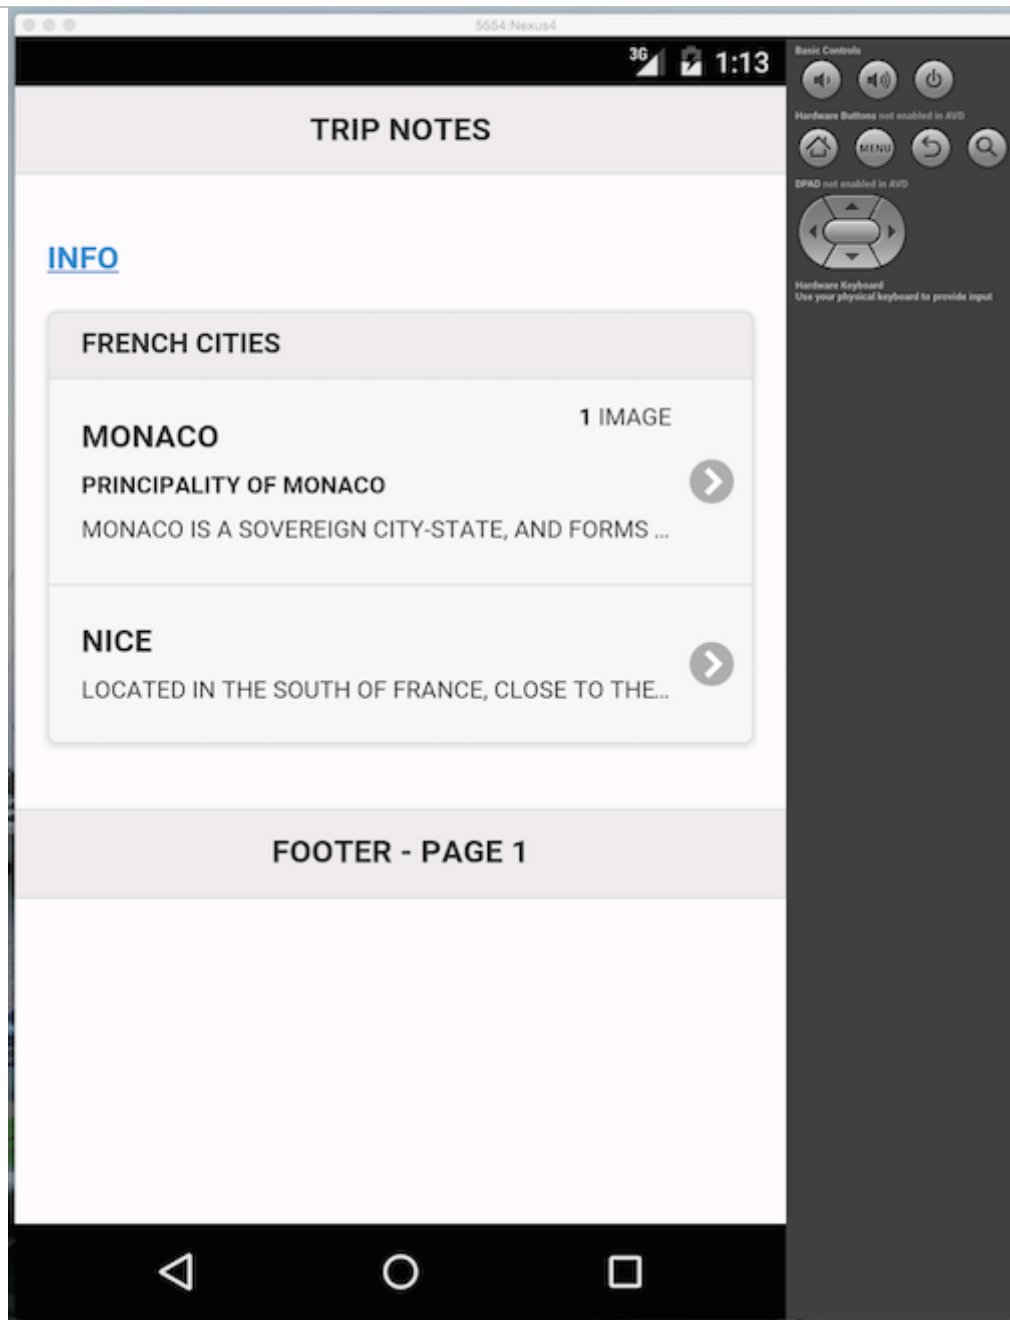 5554:Nexus4
3G 1:13
TRIP NOTES
INFO
FRENCH CITIES
1 IMAGE
MONACO
PRINCIPALITY OF MONACO
MONACO IS A SOVEREIGN CITY-STATE, AND FORMS ...
NICE
LOCATED IN THE SOUTH OF FRANCE, CLOSE TO THE...
FOOTER - PAGE 1
Basic Controls
Hardware Buttons not enabled in AVD
MENU
DPAD not enabled in AVD
Hardware Keyboard
Use your physical keyboard to provide input